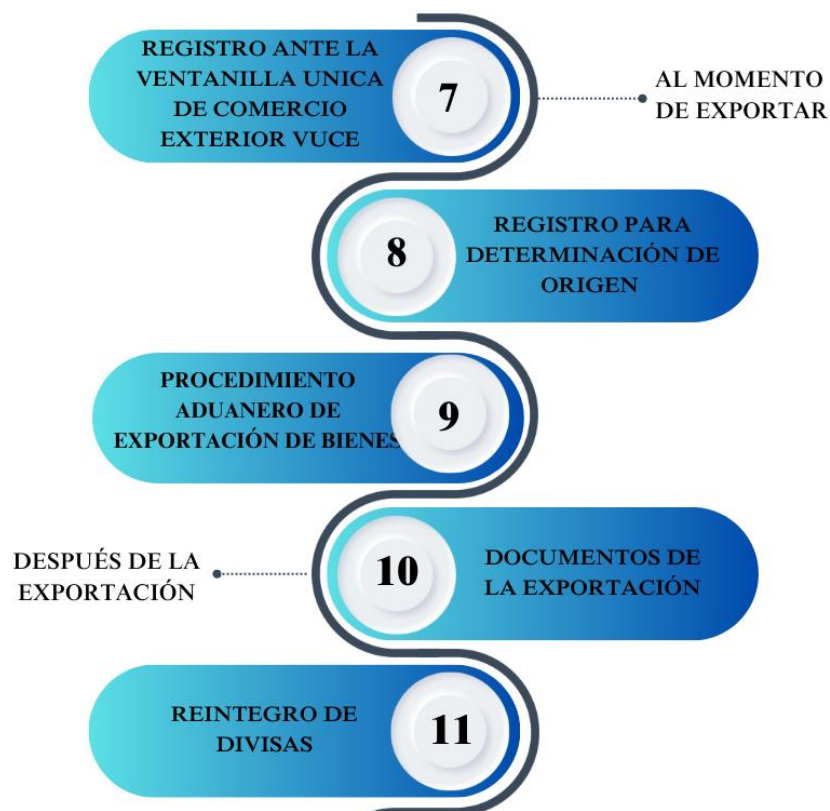 REGISTRO ANTE LA
VENTANILLA UNICA
DE COMERCIO
EXTERIOR VUCE
7
AL MOMENTO
DE EXPORTAR
8
REGISTRO PARA
DETERMINACIÓN DE
ORIGEN
PROCEDIMIENTO
ADUANERO DE
EXPORTACIÓN DE BIENES
9
DESPUÉS DE LA
EXPORTACIÓN
10
DOCUMENTOS DE
LA EXPORTACIÓN
REINTEGRO DE
DIVISAS
11